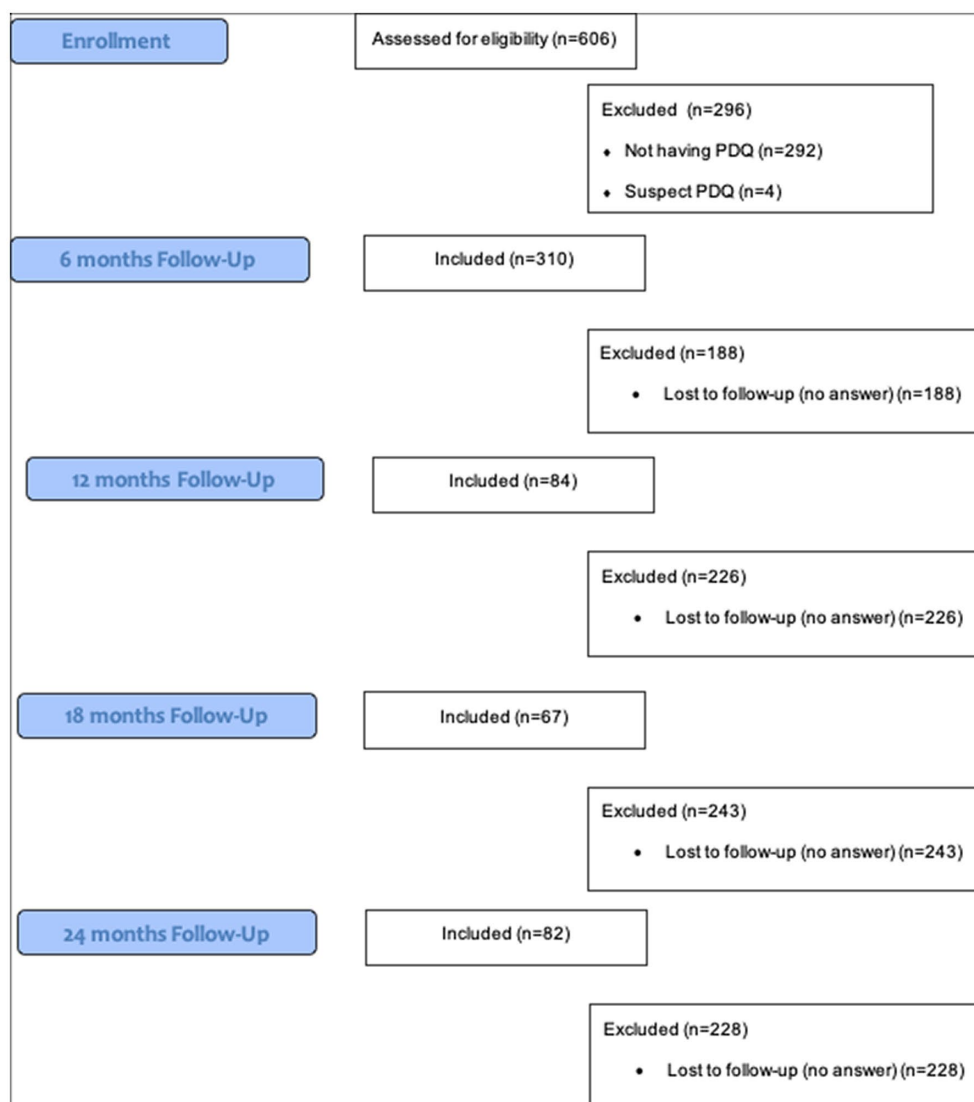 Enrollment
Assessed for eligibility (n=606)
Excluded (n=296)
⬧ Not having PDQ (n=292)
⬧ Suspect PDQ (n=4)
6 months Follow-Up
Included (n=310)
Excluded (n=188)
• Lost to follow-up (no answer) (n=188)
12 months Follow-Up
Included (n=84)
Excluded (n=226)
• Lost to follow-up (no answer) (n=226)
18 months Follow-Up
Included (n=67)
Excluded (n=243)
• Lost to follow-up (no answer) (n=243)
24 months Follow-Up
Included (n=82)
Excluded (n=228)
• Lost to follow-up (no answer) (n=228)